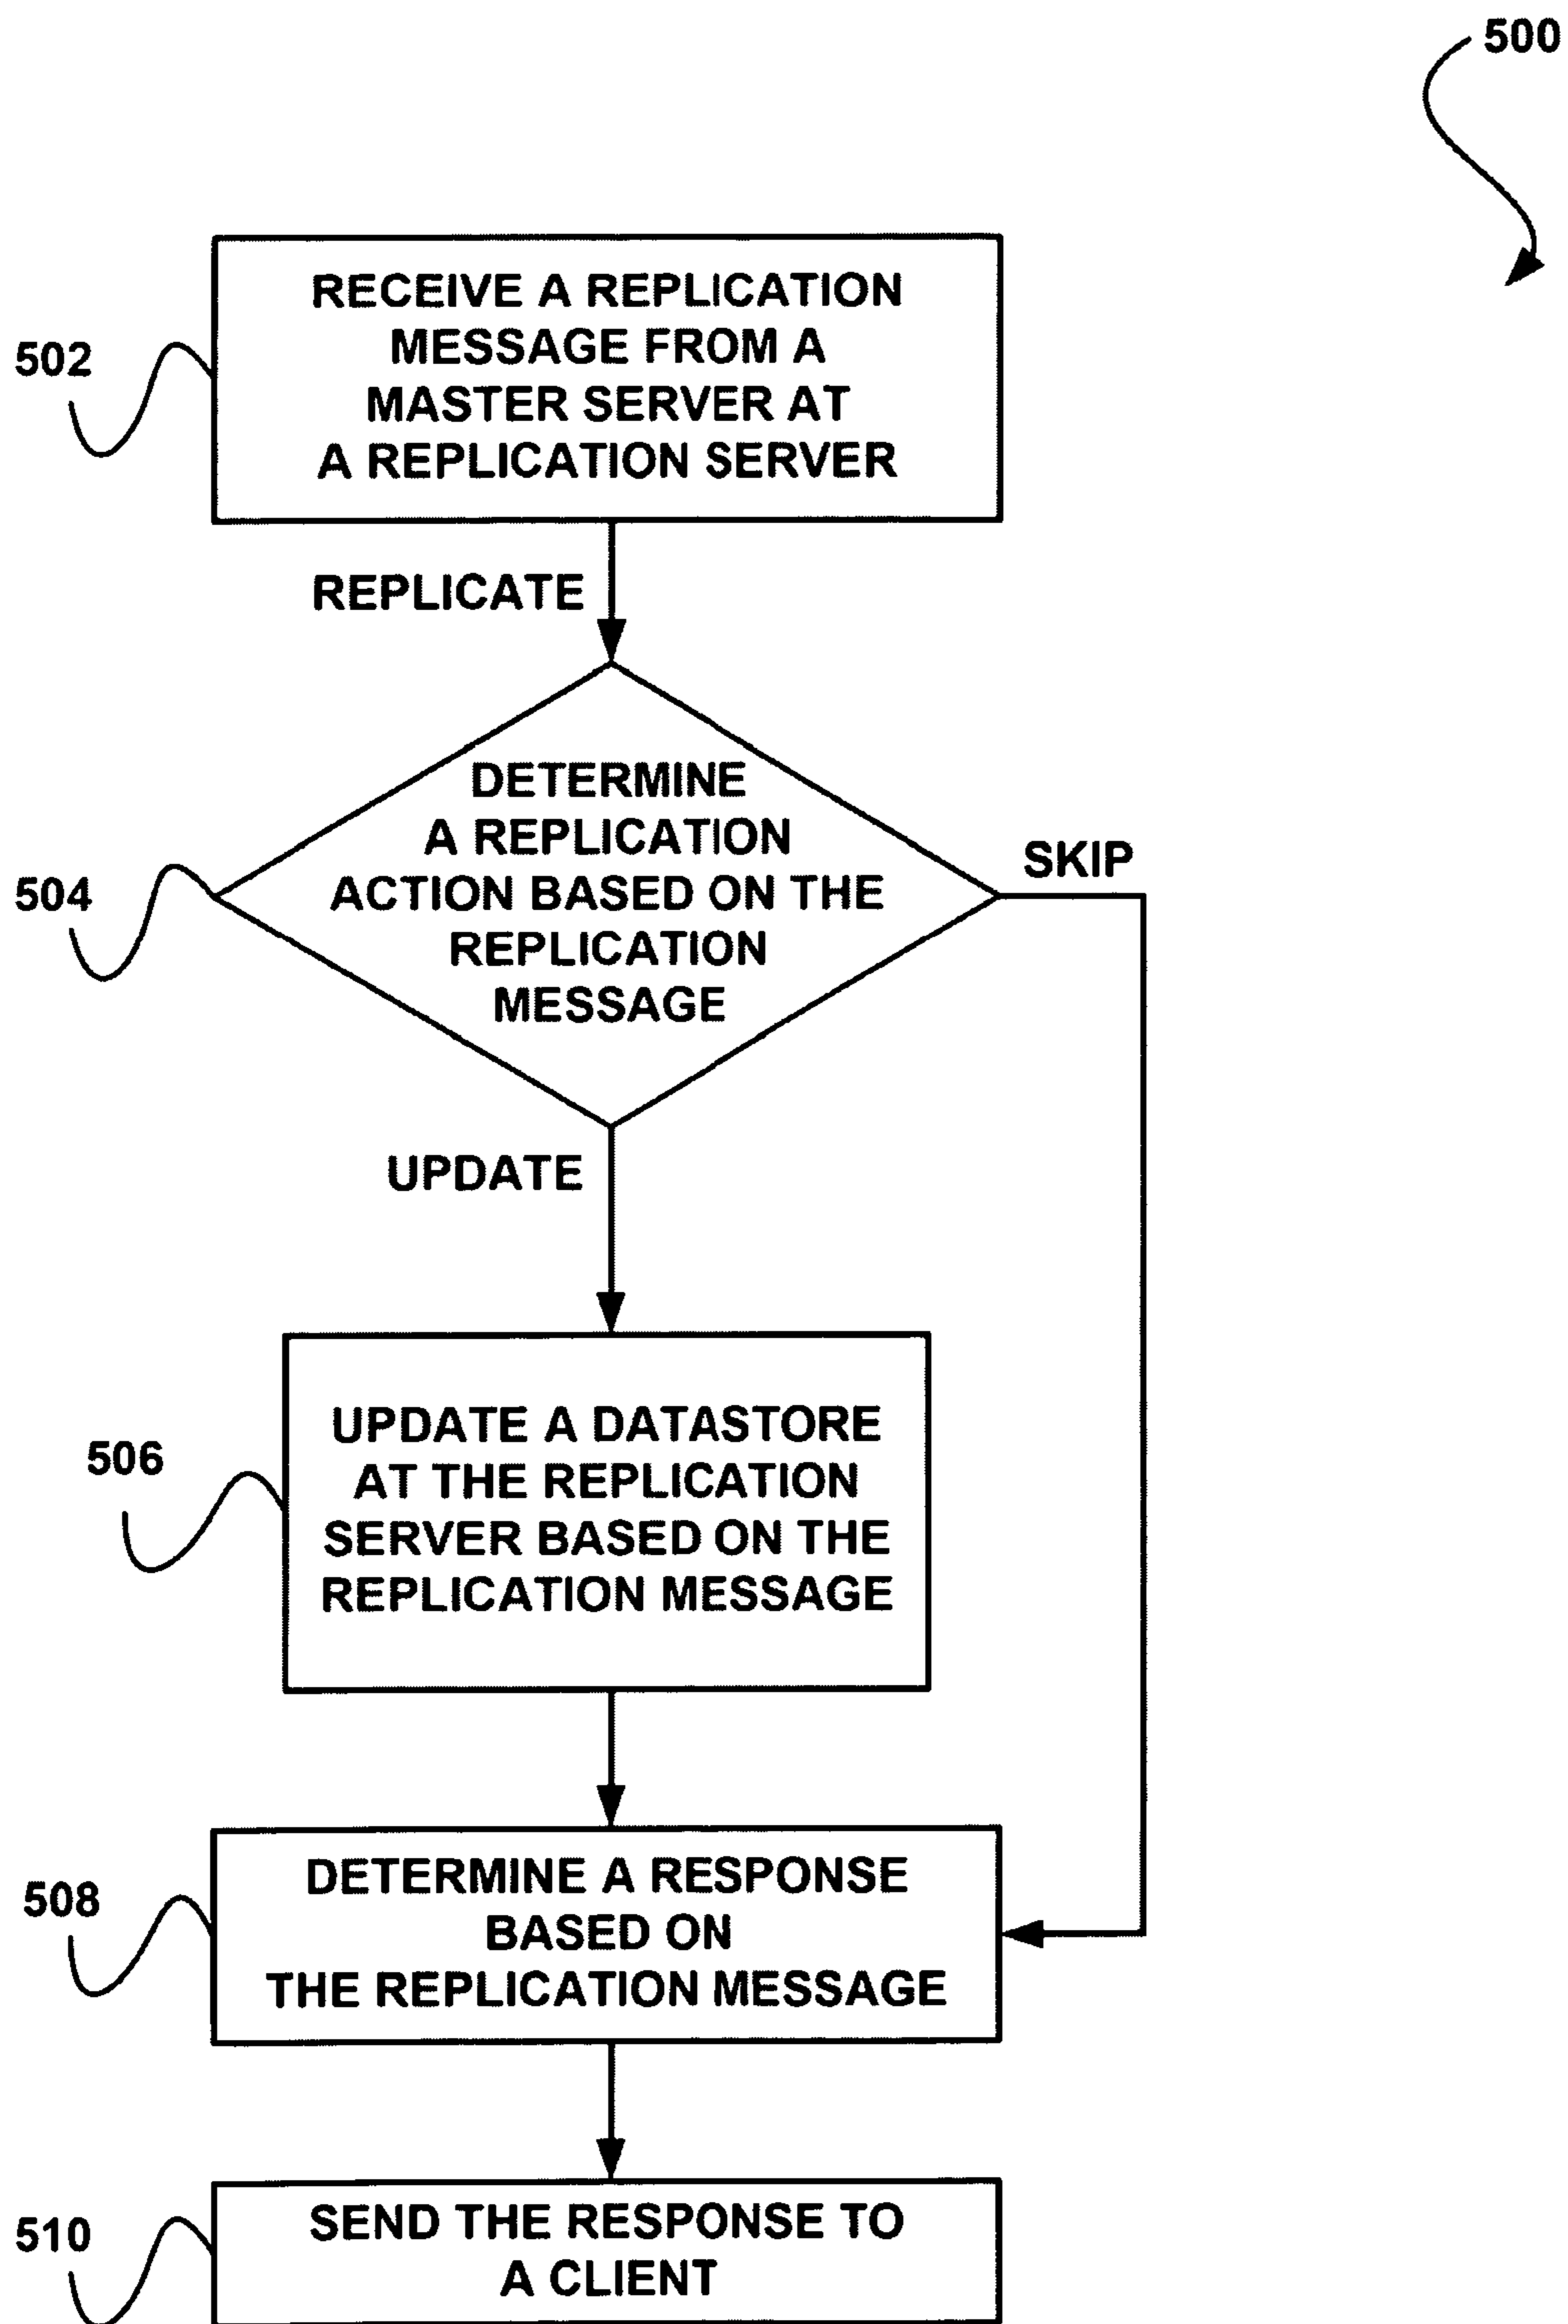 500
RECEIVE A REPLICATION
MESSAGE FROM A
MASTER SERVER AT
A REPLICATION SERVER
502
REPLICATE
DETERMINE
A REPLICATION
ACTION BASED ON THE
REPLICATION
MESSAGE
504
SKIP
UPDATE
UPDATE A DATASTORE
AT THE REPLICATION
SERVER BASED ON THE
REPLICATION MESSAGE
506
DETERMINE A RESPONSE
BASED ON
THE REPLICATION MESSAGE
508
SEND THE RESPONSE TO
A CLIENT
510